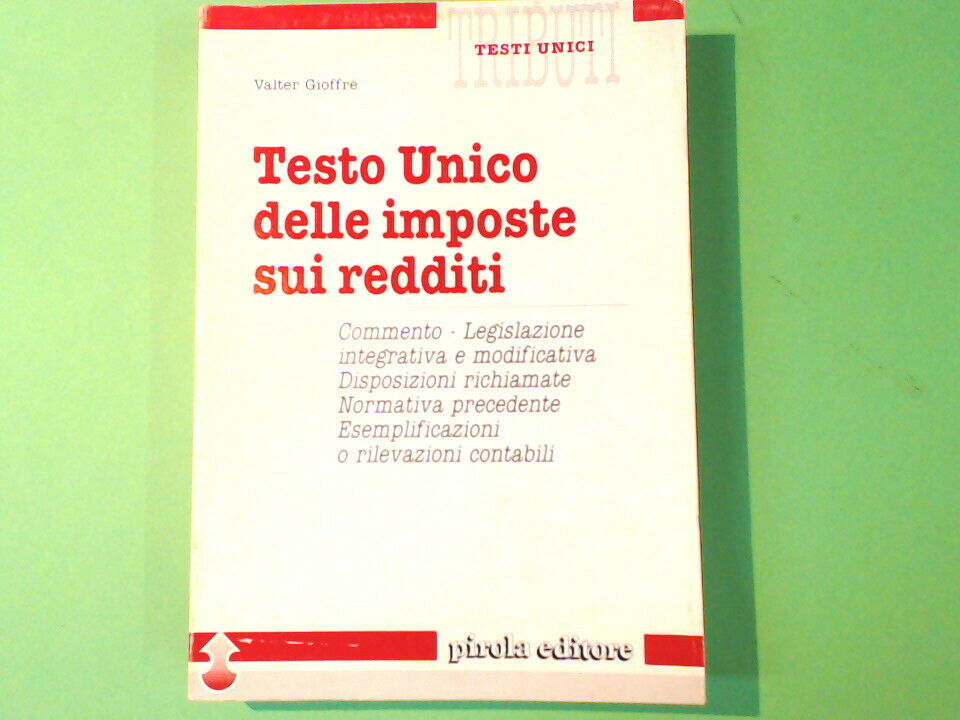 TRIBUTI
TESTI UNICI
Valter Gioffré
Testo Unico
delle imposte
sui redditi
Commento - Legislazione
integrativa e modificativa
Disposizioni richiamate
Normativa precedente
Esemplificazioni
o rilevazioni contabili
pirola editore